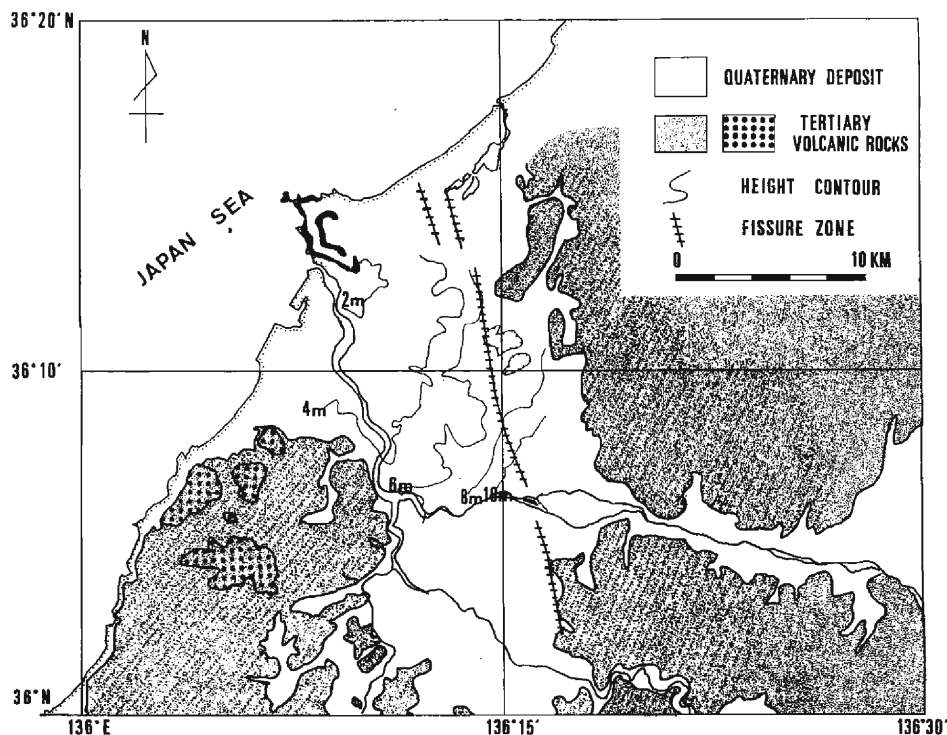 36°20'N
N
QUATERNARY DEPOSIT
TERTIARY
VOLCANIC ROCKS
HEIGHT CONTOUR
FISSURE ZONE
0 10 KM
JAPAN SEA
2m
36°10'
4m
6m
8m 10m
36°N
136°E 136°15' 136°30'